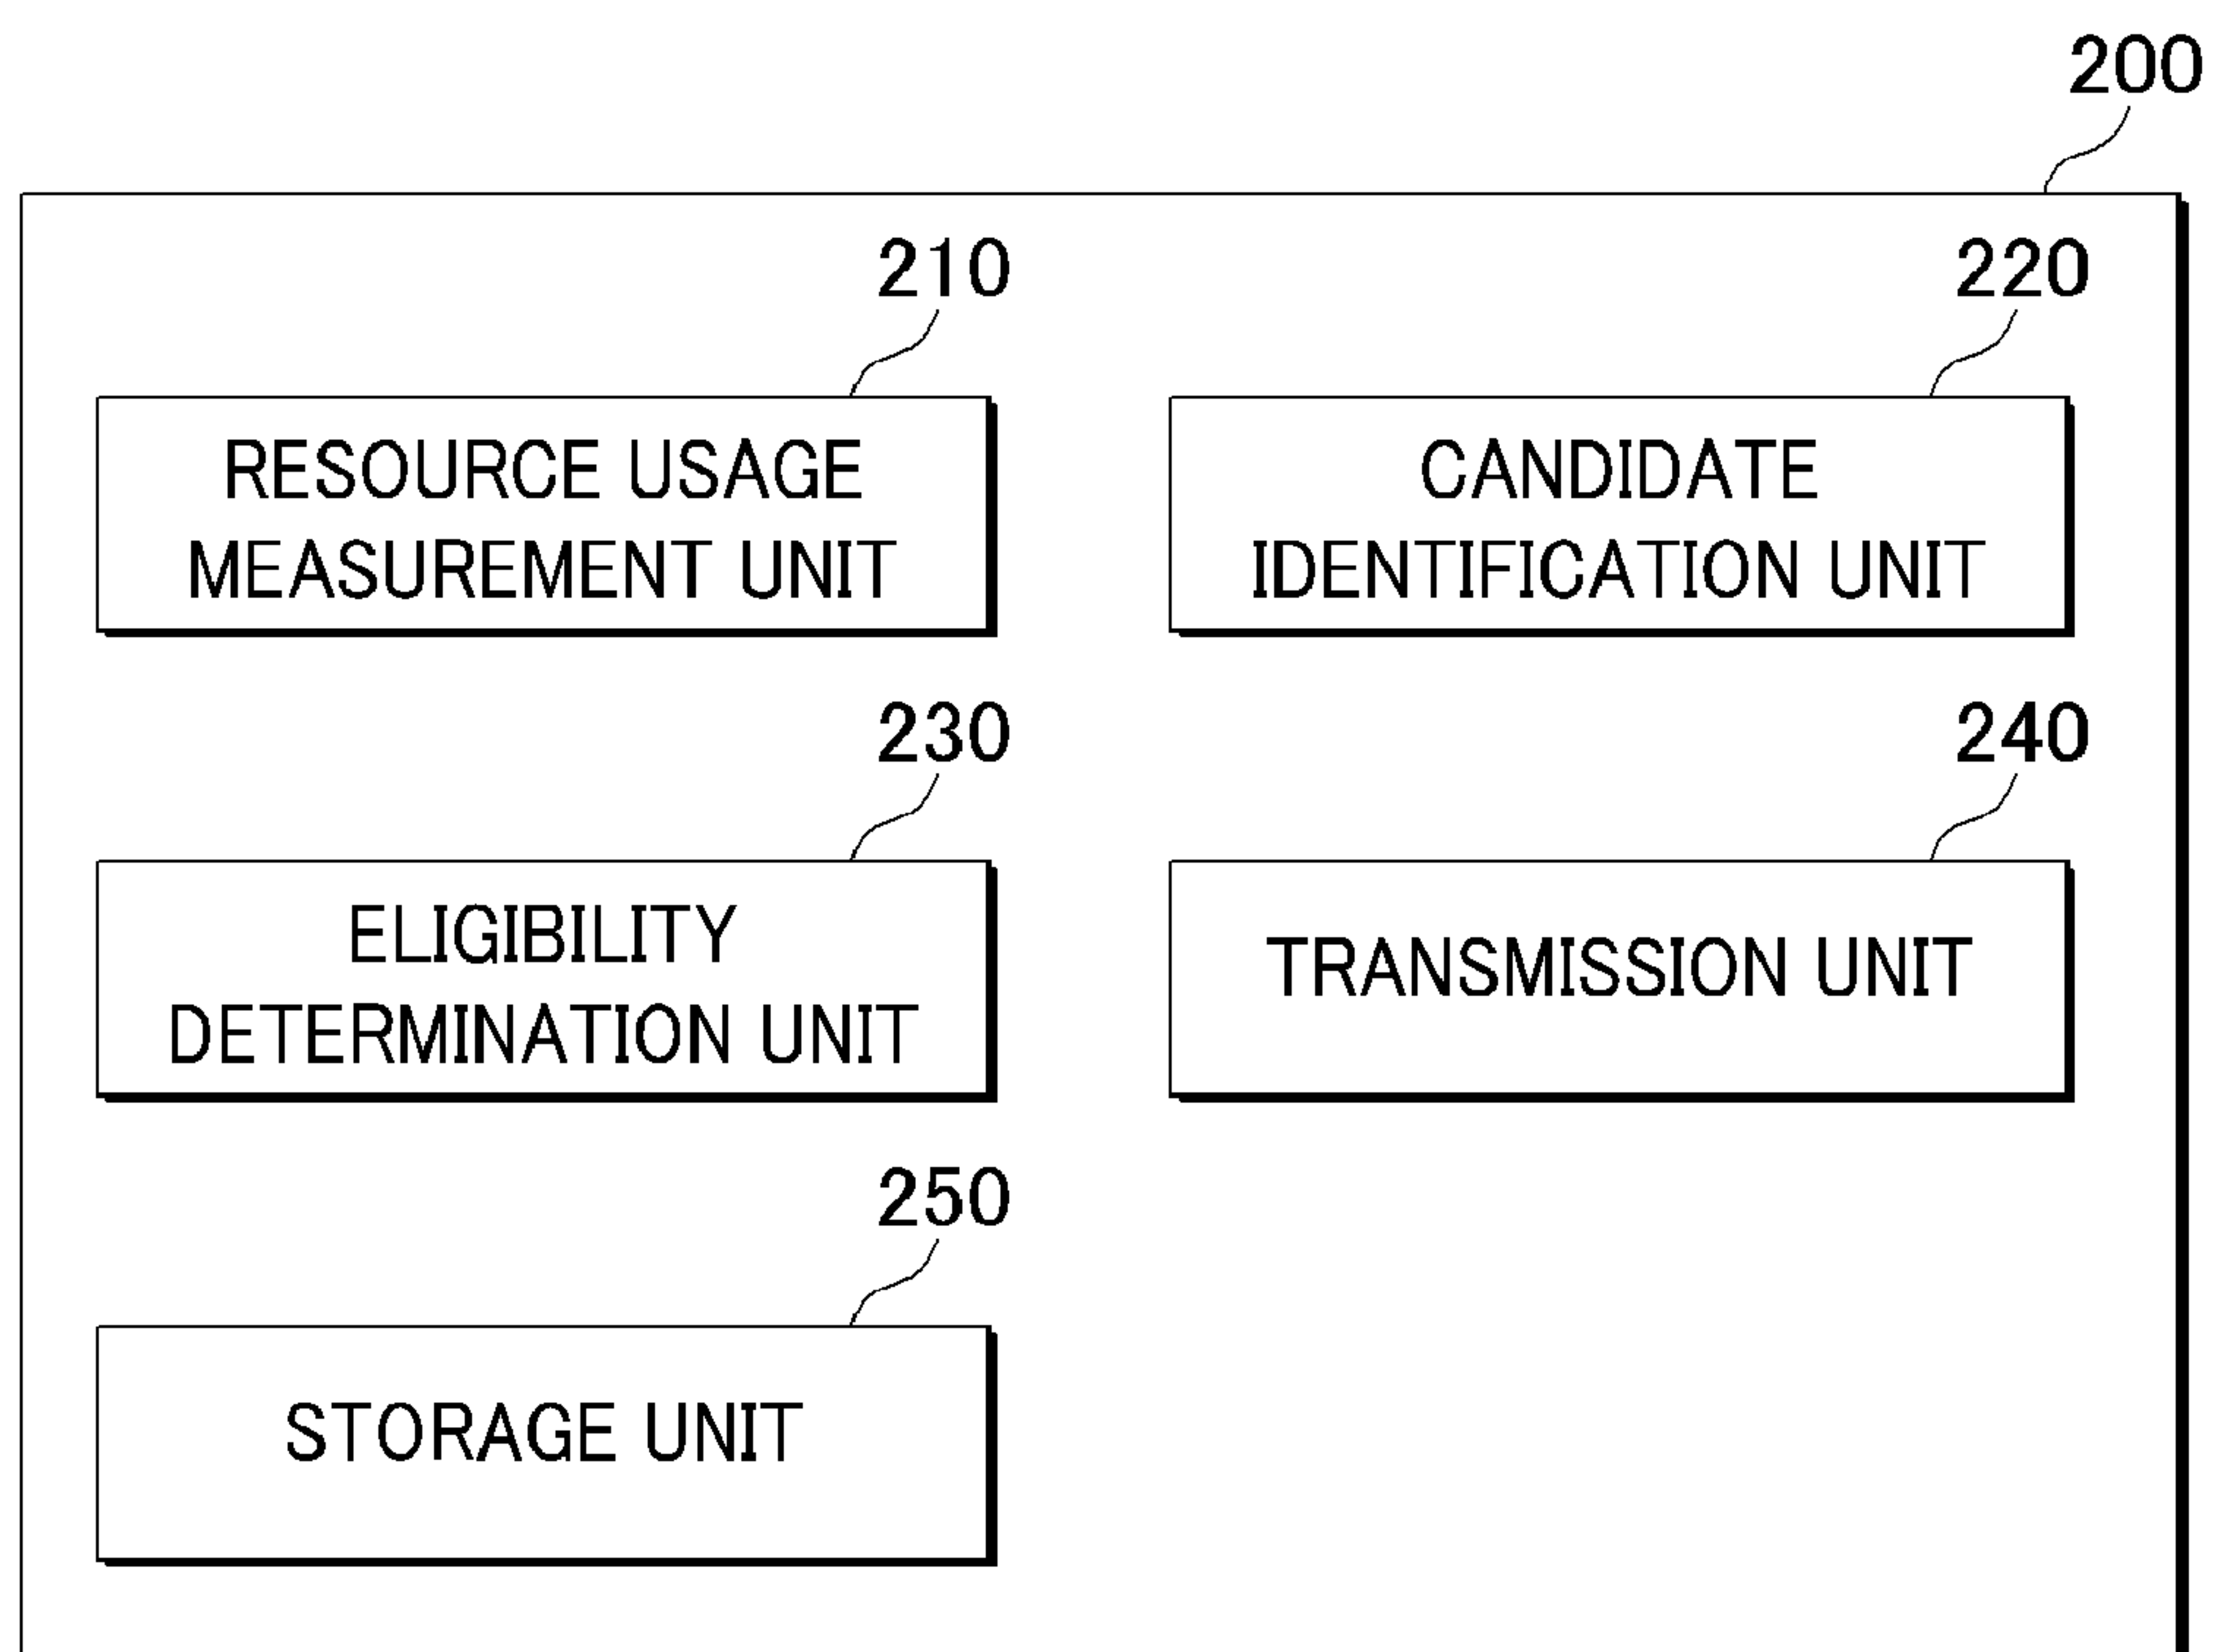 200
210
RESOURCE USAGE
MEASUREMENT UNIT
220
CANDIDATE
IDENTIFICATION UNIT
230
ELIGIBILITY
DETERMINATION UNIT
240
TRANSMISSION UNIT
250
STORAGE UNIT